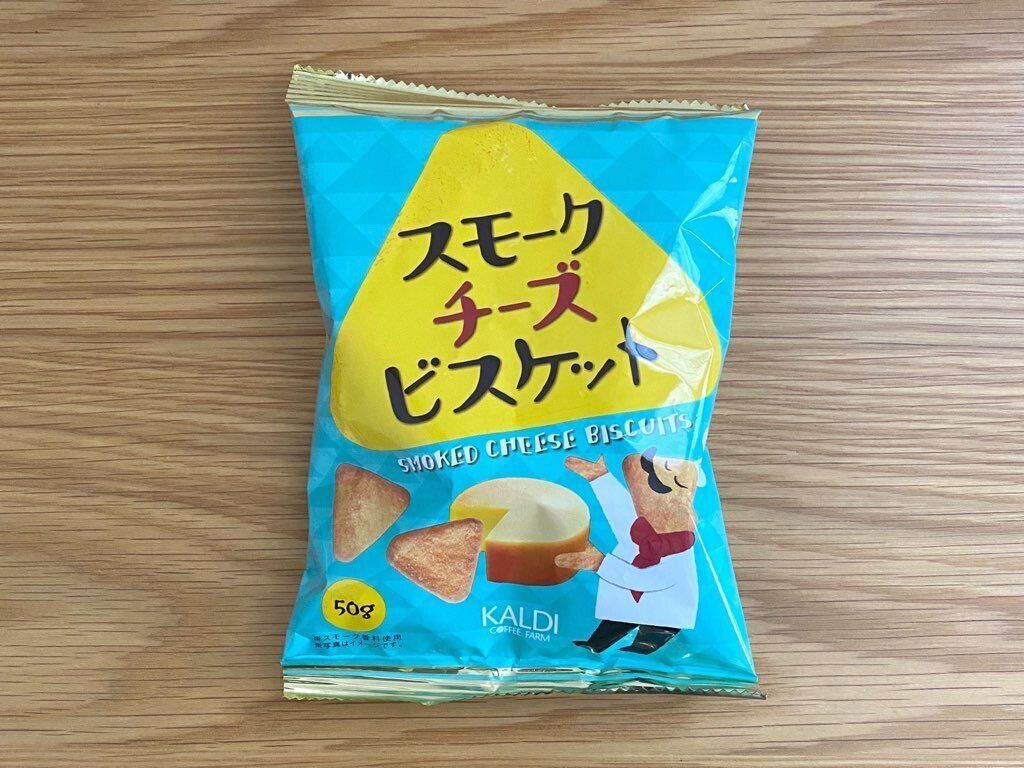 スモーク
チーズ
ビスケット
SMOKED CHEESE BISCUITS
50g
KALDI
COFFEE FARM
※スモーク香料使用
※写真はイメージです。